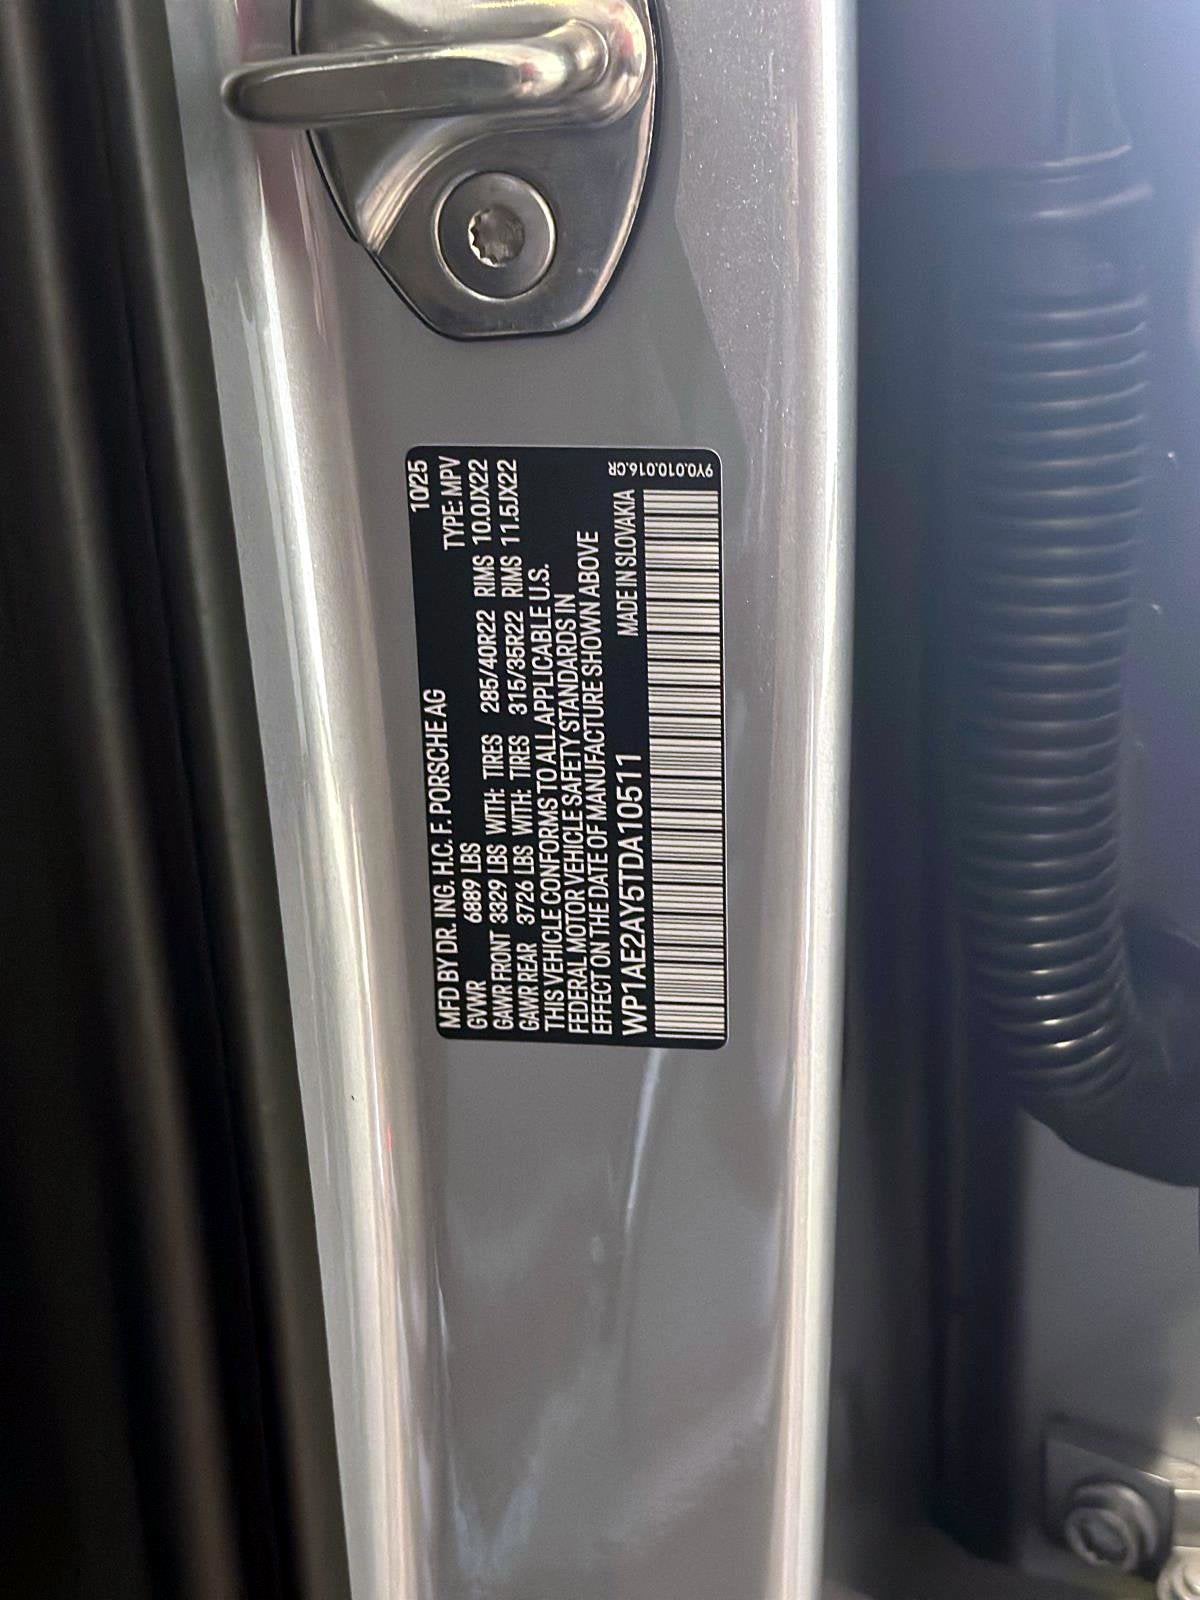 10/25
MFD BY DR. ING. H.C. F. PORSCHE AG TYPE: MPV
GVWR 6889 LBS
GAWR FRONT 3329 LBS WITH: TIRES 285/40R22 RIMS 10.0JX22
GAWR REAR 3726 LBS WITH: TIRES 315/35R22 RIMS 11.5JX22
THIS VEHICLE CONFORMS TO ALL APPLICABLE U.S.
FEDERAL MOTOR VEHICLE SAFETY STANDARDS IN
EFFECT ON THE DATE OF MANUFACTURE SHOWN ABOVE
WP1AE2AY5TDA10511 MADE IN SLOVAKIA
9Y0.010.016.CR